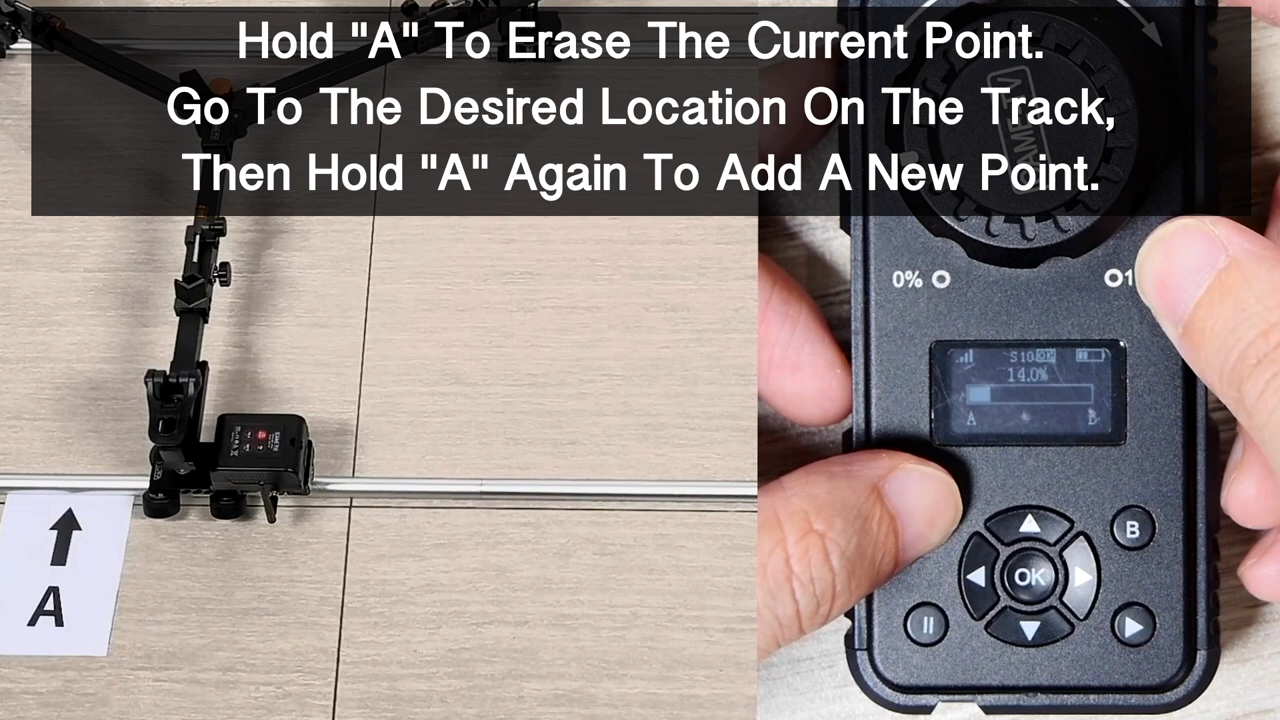 Hold "A" To Erase The Current Point.
Go To The Desired Location On The Track,
Then Hold "A" Again To Add A New Point.
0%
S10 OK
14.0%
A B
B
OK
A